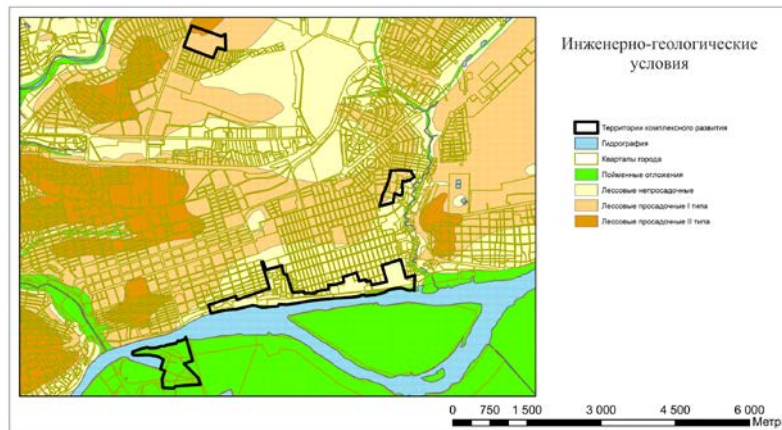 Инженерно-геологические
условия
Территории комплексного развития
Гидрография
Кварталы города
Пойменные отложения
Лессовые непросадочные
Лессовые просадочные I типа
Лессовые просадочные II типа
0 750 1 500 3 000 4 500 6 000
Метр